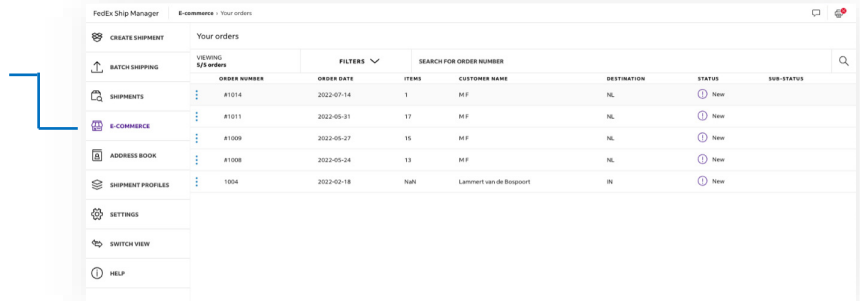 FedEx Ship Manager
E-commerce › Your orders
CREATE SHIPMENT
BATCH SHIPPING
SHIPMENTS
E-COMMERCE
ADDRESS BOOK
SHIPMENT PROFILES
SETTINGS
SWITCH VIEW
HELP
Your orders
VIEWING
5/5 orders
FILTERS
SEARCH FOR ORDER NUMBER
ORDER NUMBER ORDER DATE ITEMS CUSTOMER NAME DESTINATION STATUS SUB-STATUS
#1014 2022-07-14 1 M F NL New
#1011 2022-05-31 17 M F NL New
#1009 2022-05-27 15 M F NL New
#1008 2022-05-24 13 M F NL New
1004 2022-02-18 NaN Lammert van de Bospoort IN New